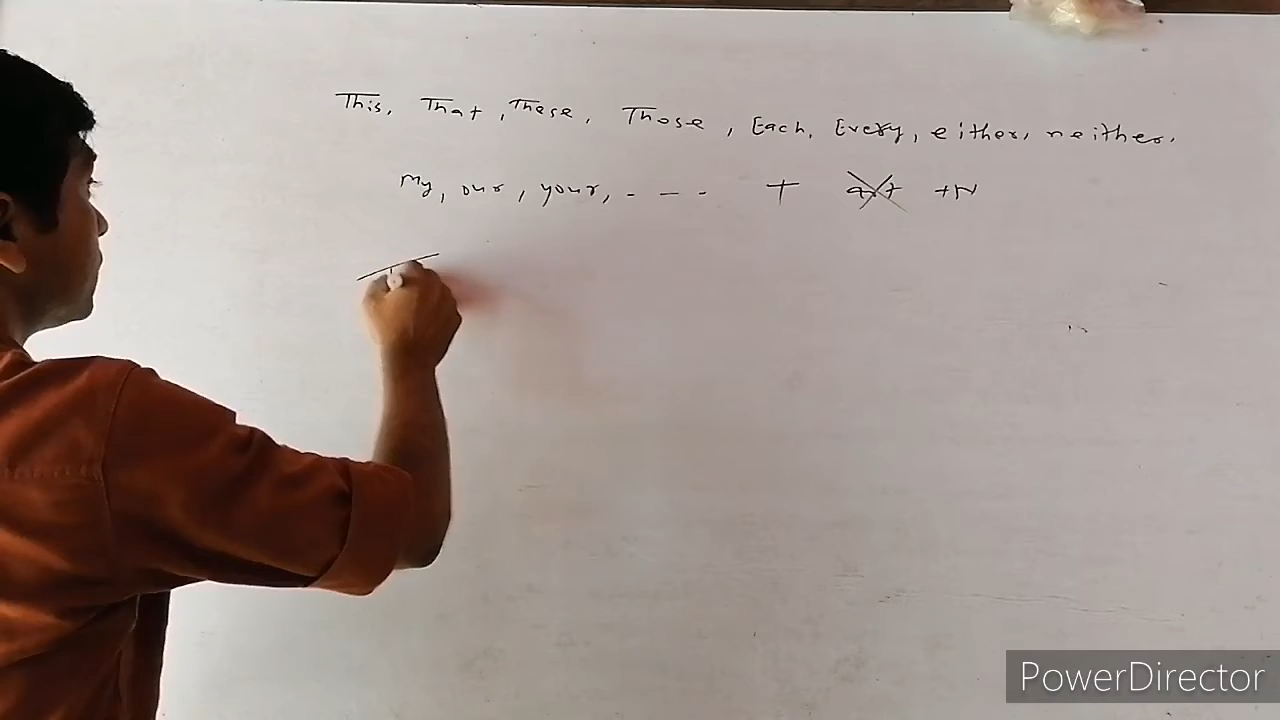 This, That, These, Those, Each, Every, either, neither.
My, our, your, - - - - + art + N
PowerDirector